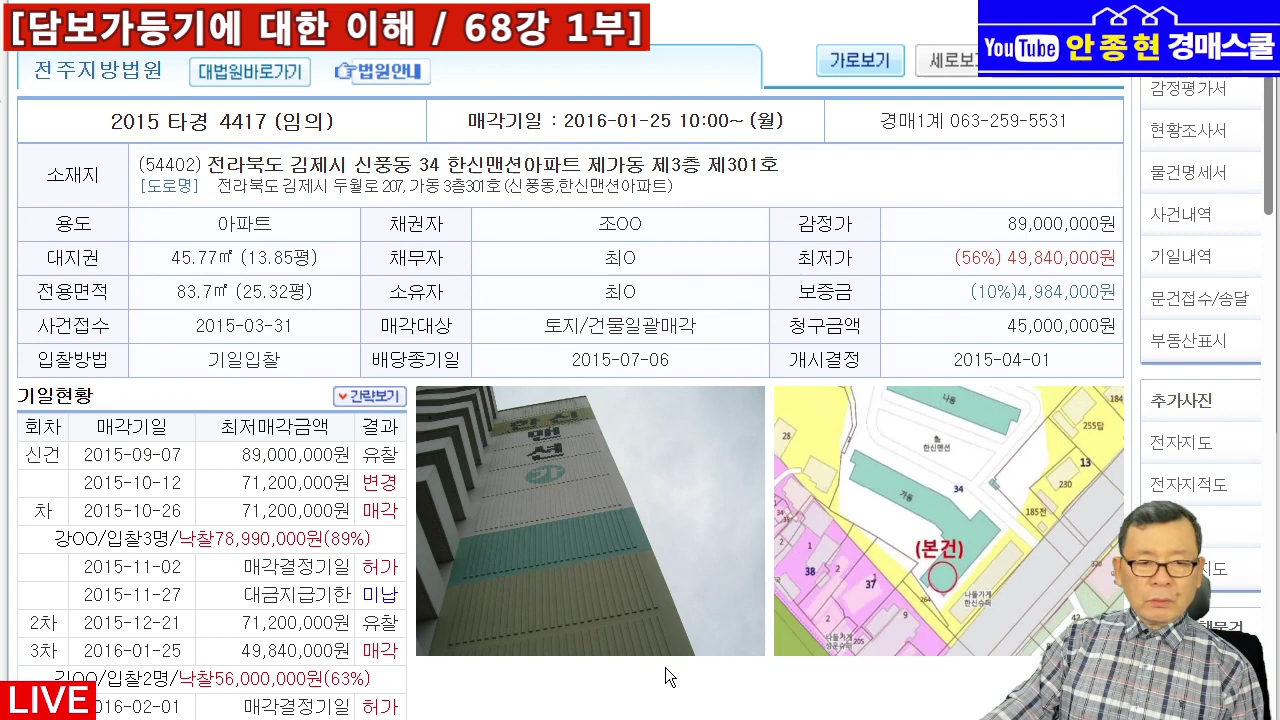 [담보가등기에 대한 이해 / 68강 1부]
YouTube 안종현 경매스쿨
전주지방법원 대법원바로가기 법원안내 가로보기
2015 타경 4417 (임의) 매각기일 : 2016-01-25 10:00~ (월) 경매1계 063-259-5531
소재지 (54402) 전라북도 김제시 신풍동 34 한신맨션아파트 제가동 제3층 제301호
[도로명] 전라북도 김제시 두월로 207, 가동 3층301호 (신풍동,한신맨션아파트)
용도 아파트 채권자 조OO 감정가 89,000,000원
대지권 45.77㎡ (13.85평) 채무자 최O 최저가 (56%) 49,840,000원
전용면적 83.7㎡ (25.32평) 소유자 최O 보증금 (10%)4,984,000원
사건접수 2015-03-31 매각대상 토지/건물일괄매각 청구금액 45,000,000원
입찰방법 기일입찰 배당종기일 2015-07-06 개시결정 2015-04-01
기일현황 간략보기
회차 매각기일 최저매각금액 결과
신건 2015-09-07 89,000,000원 유찰
2015-10-12 71,200,000원 변경
차 2015-10-26 71,200,000원 매각
강OO/입찰3명/낙찰78,990,000원(89%)
2015-11-02 매각결정기일 허가
2015-11-27 대금지급기한 미납
2차 2015-12-21 71,200,000원 유찰
3차 2016-01-25 49,840,000원 매각
/입찰2명/낙찰56,000,000원(63%)
16-02-01 매각결정기일 허가
LIVE
나동
184
255답
28
한신맨션
13
34
230
가동
185전
(본건)
1
38
2
37
264
나들가게
한신슈퍼
9
2
205
42
320
감정평가서
현황조사서
물건명세서
사건내역
기일내역
문건접수/송달
부동산표시
추가사진
전자지도
전자지적도